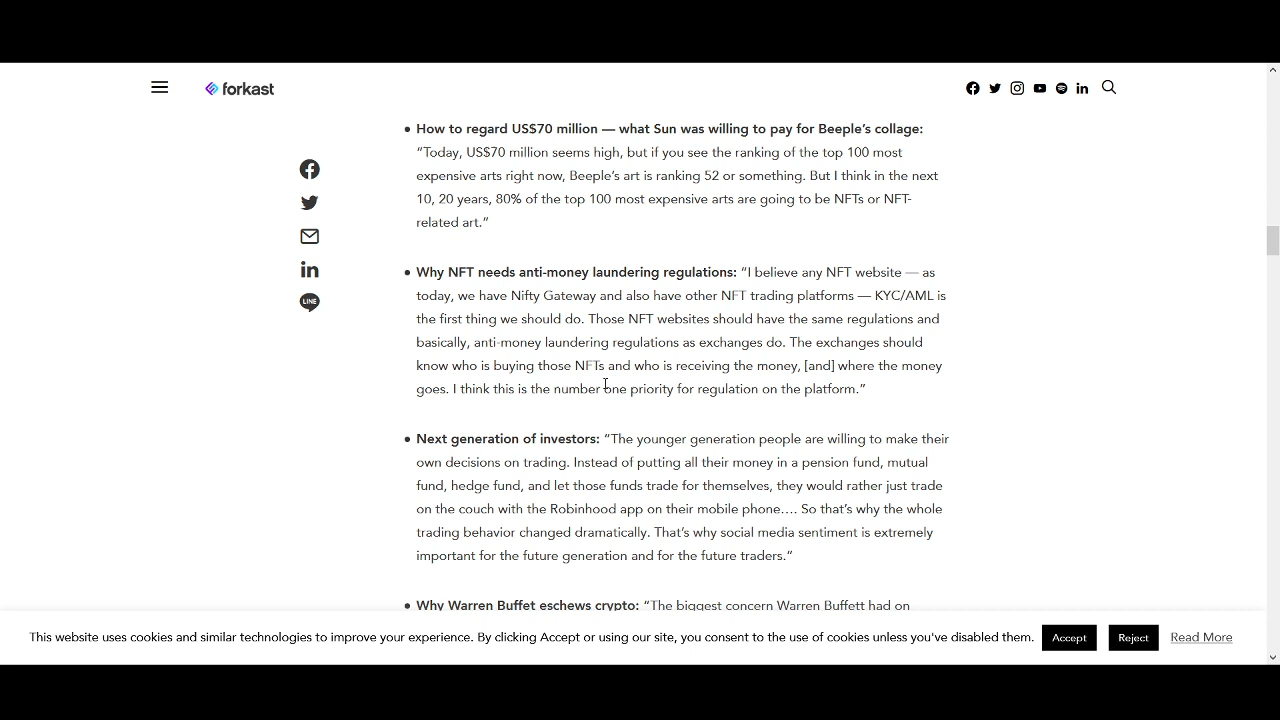 forkast
How to regard US$70 million — what Sun was willing to pay for Beeple’s collage:
“Today, US$70 million seems high, but if you see the ranking of the top 100 most
expensive arts right now, Beeple’s art is ranking 52 or something. But I think in the next
10, 20 years, 80% of the top 100 most expensive arts are going to be NFTs or NFT-
related art.”
Why NFT needs anti-money laundering regulations: “I believe any NFT website — as
today, we have Nifty Gateway and also have other NFT trading platforms — KYC/AML is
the first thing we should do. Those NFT websites should have the same regulations and
basically, anti-money laundering regulations as exchanges do. The exchanges should
know who is buying those NFTs and who is receiving the money, [and] where the money
goes. I think this is the number one priority for regulation on the platform.”
Next generation of investors: “The younger generation people are willing to make their
own decisions on trading. Instead of putting all their money in a pension fund, mutual
fund, hedge fund, and let those funds trade for themselves, they would rather just trade
on the couch with the Robinhood app on their mobile phone…. So that’s why the whole
trading behavior changed dramatically. That’s why social media sentiment is extremely
important for the future generation and for the future traders.”
Why Warren Buffet eschews crypto: “The biggest concern Warren Buffett had on
This website uses cookies and similar technologies to improve your experience. By clicking Accept or using our site, you consent to the use of cookies unless you've disabled them. Accept Reject Read More
LINE